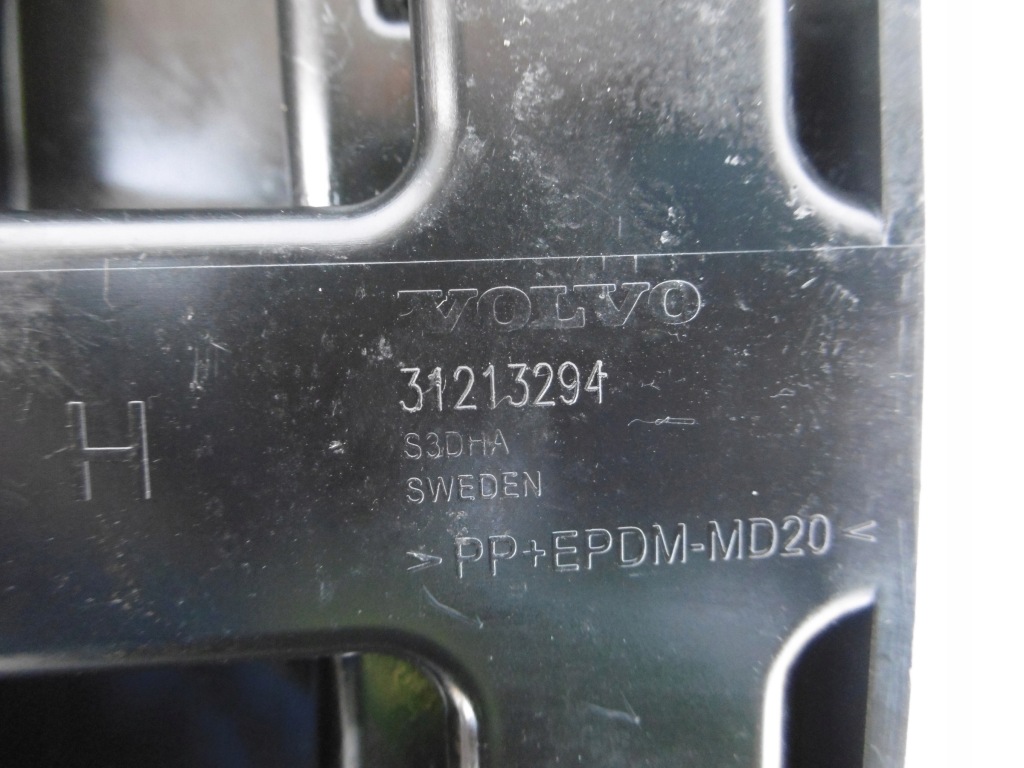 VOLVO
31213294
S3DHA
H
SWEDEN
>PP+EPDM-MD20<